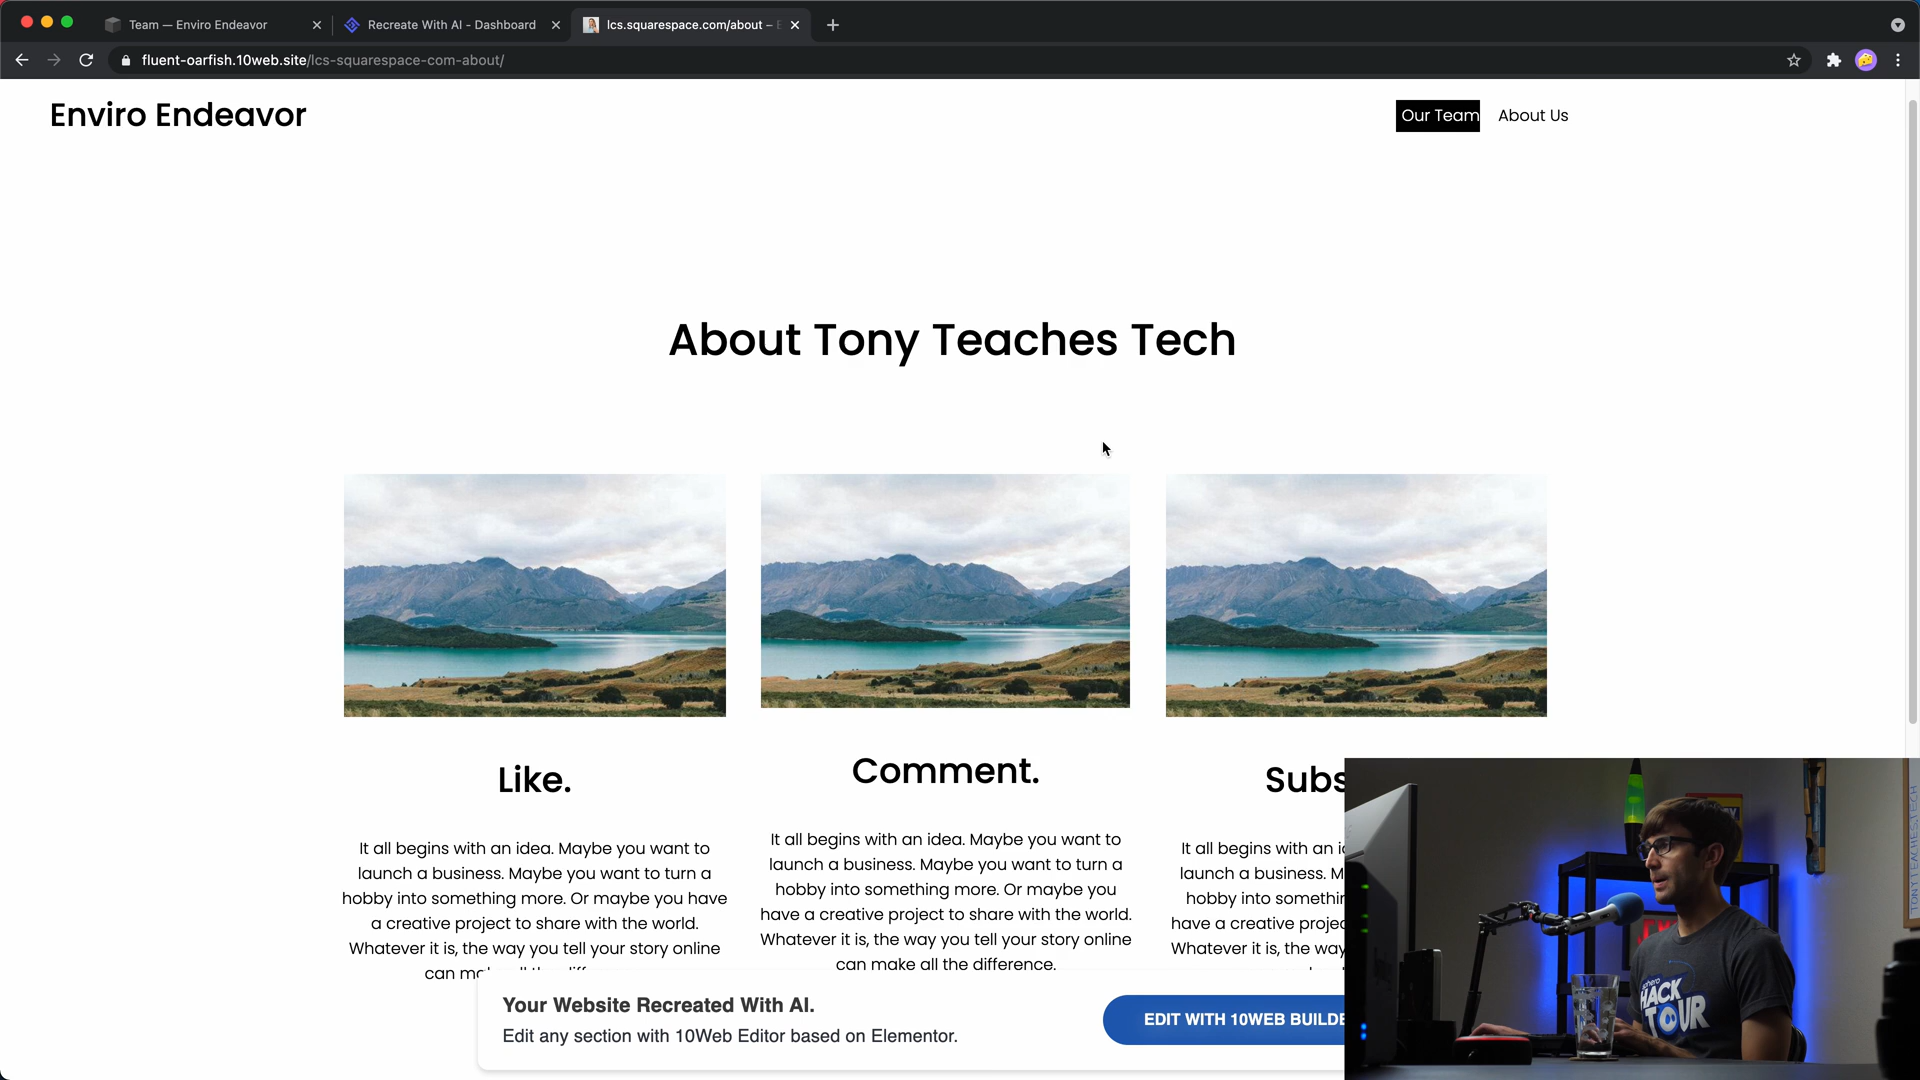 Team — Enviro Endeavor
Recreate With AI - Dashboard
lcs.squarespace.com/about –
fluent-oarfish.10web.site/lcs-squarespace-com-about/
Enviro Endeavor
Our Team
About Us
About Tony Teaches Tech
Like.
It all begins with an idea. Maybe you want to
launch a business. Maybe you want to turn a
hobby into something more. Or maybe you have
a creative project to share with the world.
Whatever it is, the way you tell your story online
can
Comment.
It all begins with an idea. Maybe you want to
launch a business. Maybe you want to turn a
hobby into something more. Or maybe you
have a creative project to share with the world.
Whatever it is, the way you tell your story online
can make all the difference.
Subs
It all begins with an
launch a business.
hobby into
have a creative
Whatever it is, the way
Your Website Recreated With AI.
Edit any section with 10Web Editor based on Elementor.
EDIT WITH 10WEB
HACK
TOUR
TONYTEACHES.TECH